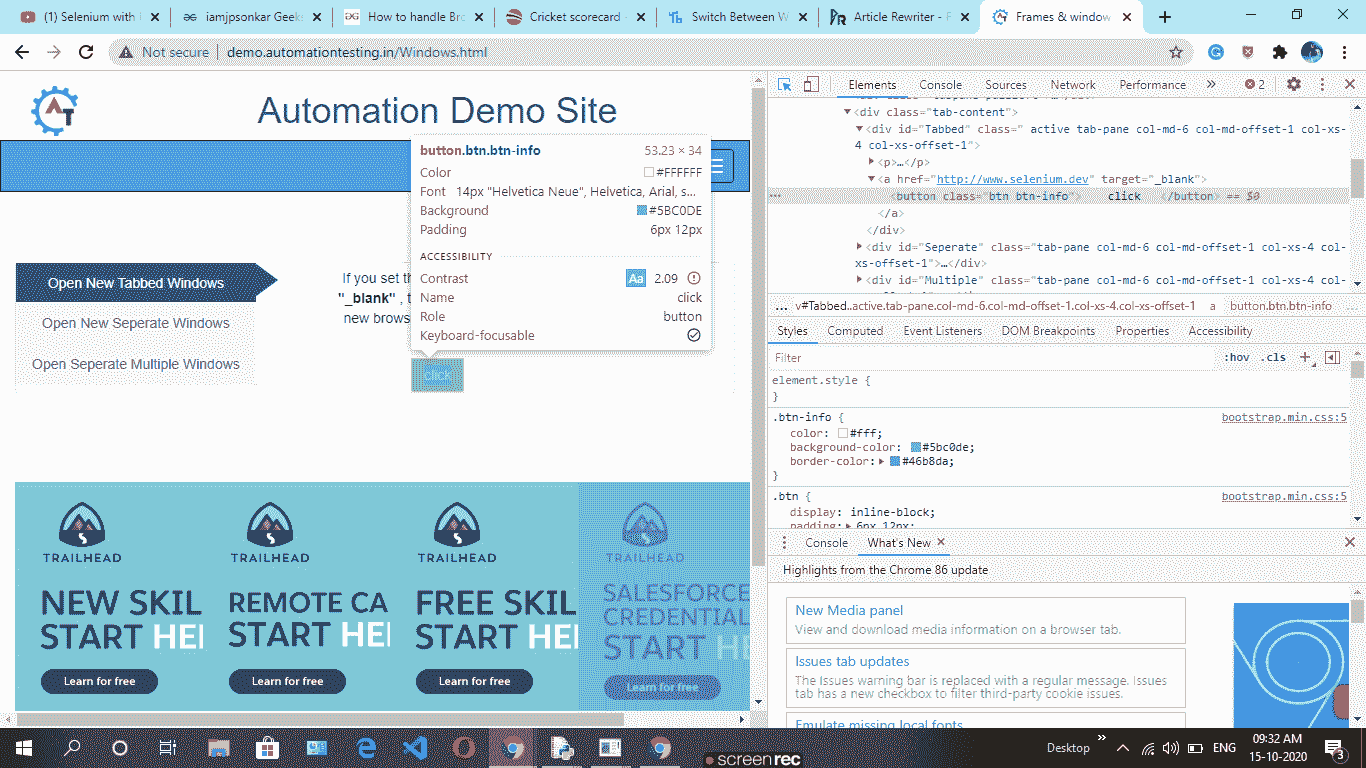 1) Selenium with
iamjpsonkar Geeks
How to handle Bro
Cricket scorecard -
Switch Between W
Article Rewriter - F
Frames & window
Not secure | demo.automationtesting.in/Windows.html
AT
Automation Demo Site
button.btn.btn-info 53.23 × 34
Color #FFFFFF
Font 14px "Helvetica Neue", Helvetica, Arial, s...
Background #5BC0DE
Padding 6px 12px
ACCESSIBILITY
Contrast Aa 2.09
Name click
Role button
Keyboard-focusable
Open New Tabbed Windows
Open New Seperate Windows
Open Seperate Multiple Windows
If you set th
"_blank" , t
new brows
click
TRAILHEAD
NEW SKIL
START HEI
Learn for free
TRAILHEAD
REMOTE CA
START HEI
Learn for free
TRAILHEAD
FREE SKIL
START HEI
Learn for free
TRAILHEAD
SALESFORCE
CREDENTIAL
START HE
Learn for free
Elements Console Sources Network Performance » 2
<div class="tab-content">
<div id="Tabbed" class=" active tab-pane col-md-6 col-md-offset-1 col-xs-
4 col-xs-offset-1">
<p>…</p>
<a href="http://www.selenium.dev" target="_blank">
<button class="btn btn-info"> click </button> == $0
</a>
</div>
<div id="Seperate" class="tab-pane col-md-6 col-md-offset-1 col-xs-4 col-
xs-offset-1">…</div>
<div id="Multiple" class="tab-pane col-md-6 col-md-offset-1 col-xs-4 col-
... v#Tabbed..active.tab-pane.col-md-6.col-md-offset-1.col-xs-4.col-xs-offset-1 a button.btn.btn-info ...
Styles Computed Event Listeners DOM Breakpoints Properties Accessibility
Filter :hov .cls +
element.style {
}
.btn-info { bootstrap.min.css:5
color: #fff;
background-color: #5bc0de;
border-color: #46b8da;
}
.btn { bootstrap.min.css:5
display: inline-block;
padding: 6px 12px;
Console What's New
Highlights from the Chrome 86 update
New Media panel
View and download media information on a browser tab.
Issues tab updates
The Issues warning bar is replaced with a regular message. Issues
tab has a new checkbox to filter third-party cookie issues.
Emulate missing local fonts
Desktop » ENG 09:32 AM
15-10-2020
3
screenrec